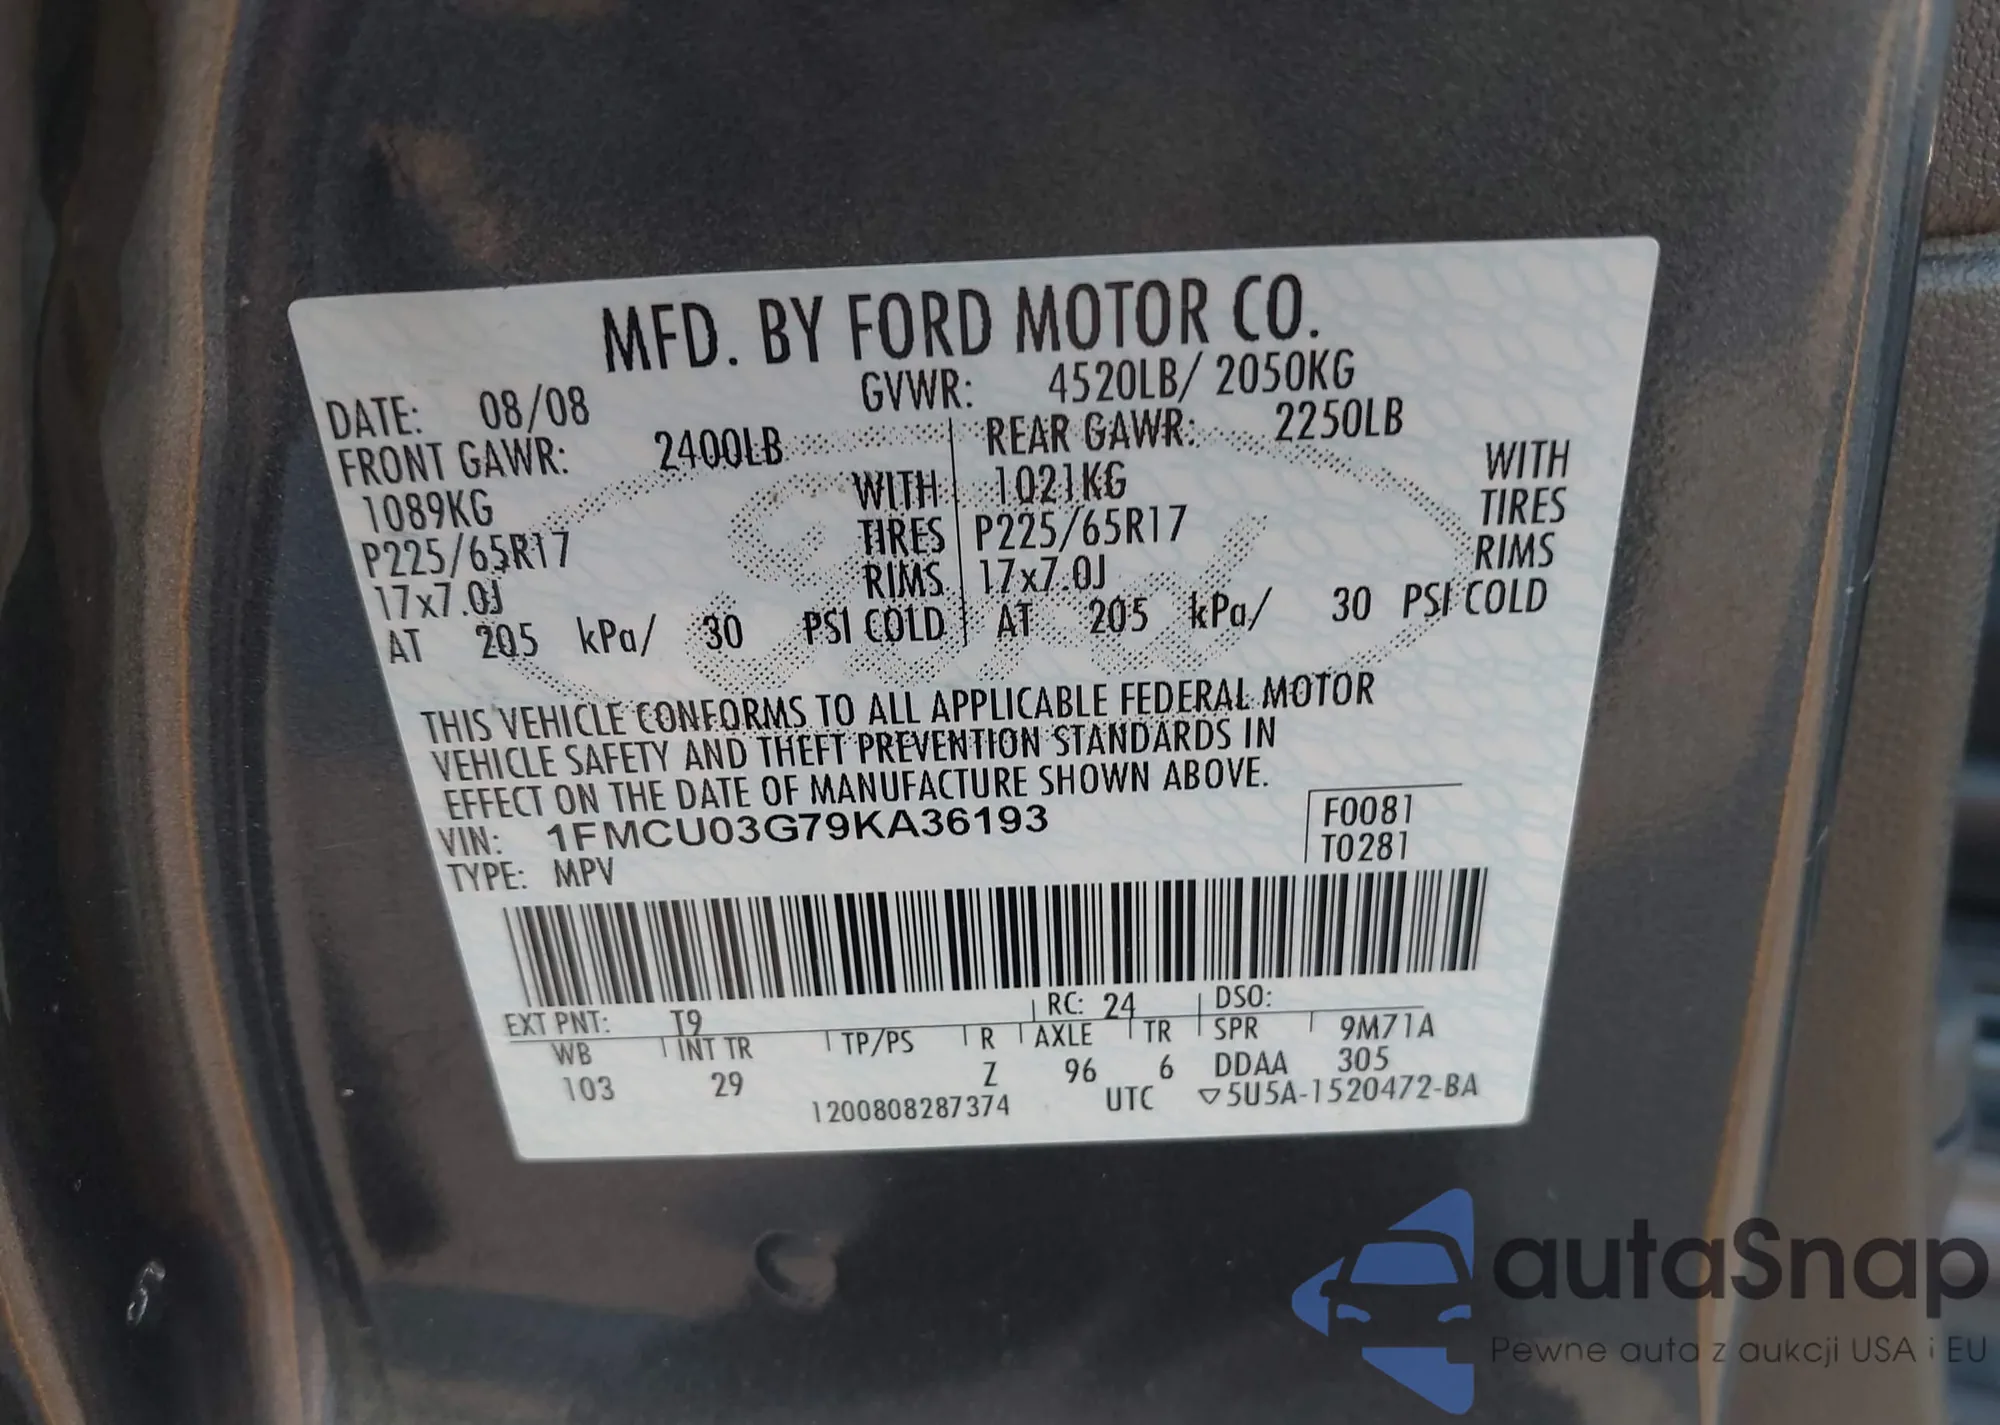 MFD. BY FORD MOTOR CO.
DATE: 08/08 GVWR: 4520LB/ 2050KG
FRONT GAWR: 2400LB REAR GAWR: 2250LB
1089KG WITH 1021KG WITH
P225/65R17 TIRES P225/65R17 TIRES
17x7.0J RIMS 17x7.0J RIMS
AT 205 kPa/ 30 PSI COLD AT 205 kPa/ 30 PSI COLD
THIS VEHICLE CONFORMS TO ALL APPLICABLE FEDERAL MOTOR
VEHICLE SAFETY AND THEFT PREVENTION STANDARDS IN
EFFECT ON THE DATE OF MANUFACTURE SHOWN ABOVE.
VIN: 1FMCU03G79KA36193 F0081
TYPE: MPV T0281
EXT PNT: T9 RC: 24 DSO:
WB INT TR TP/PS R AXLE TR SPR 9M71A
103 29 Z 96 6 DDAA 305
1200808287374 UTC ▽5U5A-1520472-BA
autaSnap
Pewne auta z aukcji USA i EU